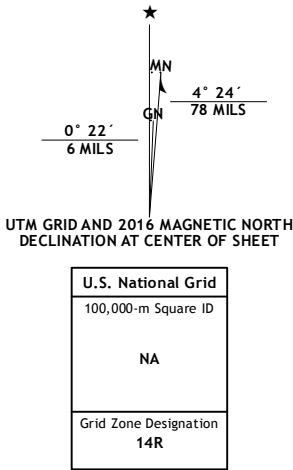 ★
MN
4° 24´
78 MILS
GN
0° 22´
6 MILS
UTM GRID AND 2016 MAGNETIC NORTH
DECLINATION AT CENTER OF SHEET
U.S. National Grid
100,000-m Square ID
NA
Grid Zone Designation
14R